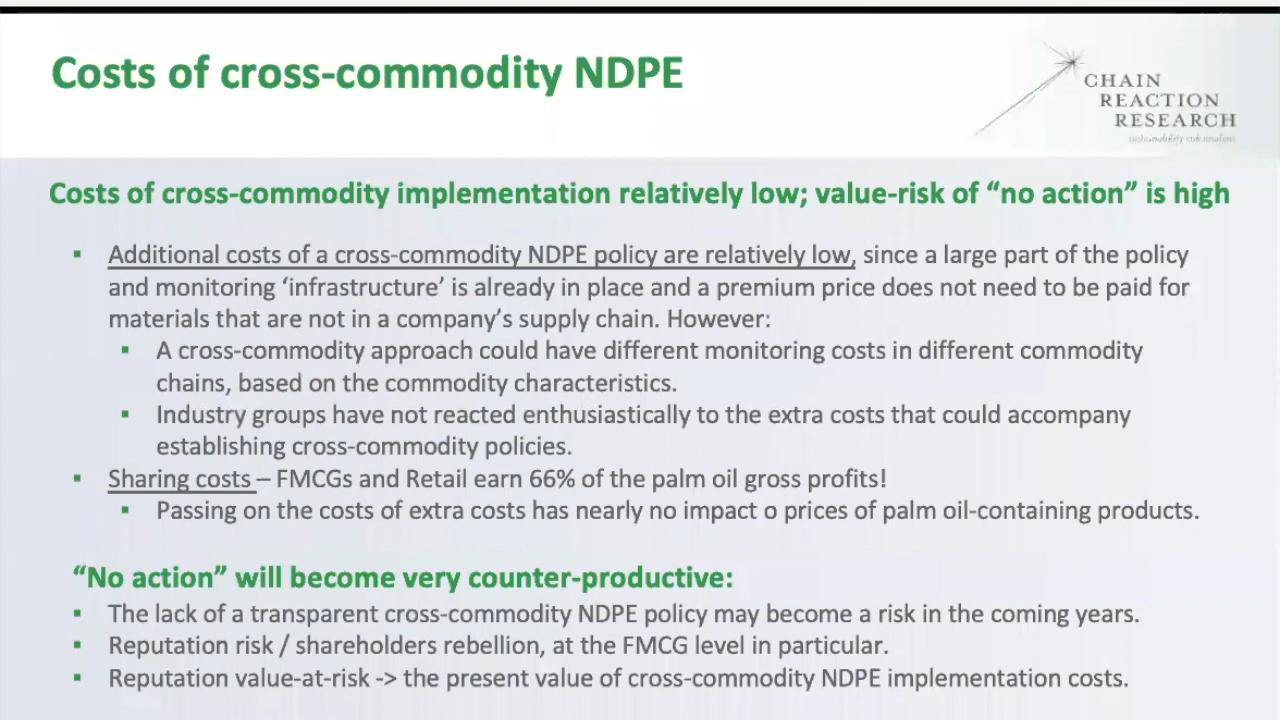 Costs of cross-commodity NDPE
CHAIN
REACTION
RESEARCH
sustainability risk analysis
Costs of cross-commodity implementation relatively low; value-risk of “no action” is high
▪ Additional costs of a cross-commodity NDPE policy are relatively low, since a large part of the policy
and monitoring ‘infrastructure’ is already in place and a premium price does not need to be paid for
materials that are not in a company’s supply chain. However:
▪ A cross-commodity approach could have different monitoring costs in different commodity
chains, based on the commodity characteristics.
▪ Industry groups have not reacted enthusiastically to the extra costs that could accompany
establishing cross-commodity policies.
▪ Sharing costs – FMCGs and Retail earn 66% of the palm oil gross profits!
▪ Passing on the costs of extra costs has nearly no impact o prices of palm oil-containing products.
“No action” will become very counter-productive:
▪ The lack of a transparent cross-commodity NDPE policy may become a risk in the coming years.
▪ Reputation risk / shareholders rebellion, at the FMCG level in particular.
▪ Reputation value-at-risk -> the present value of cross-commodity NDPE implementation costs.